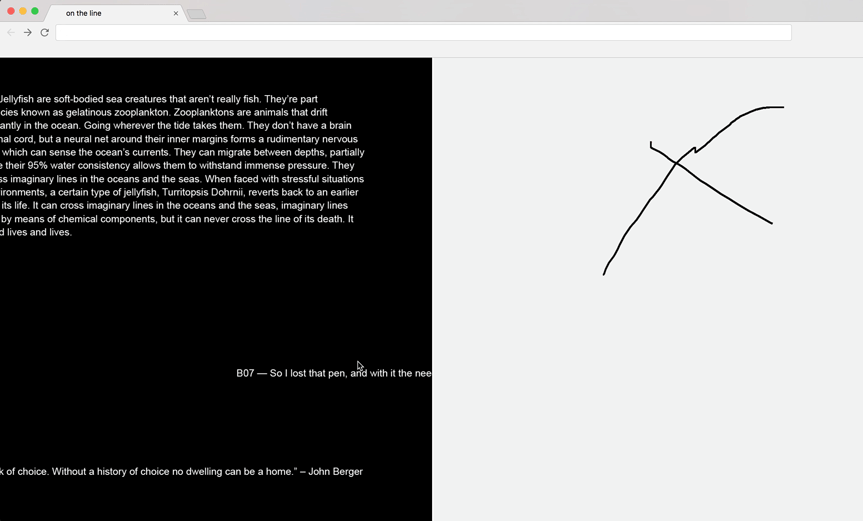 on the line
Jellyfish are soft-bodied sea creatures that aren't really fish. They're part
cies known as gelatinous zooplankton. Zooplanktons are animals that drift
antly in the ocean. Going wherever the tide takes them. They don't have a brain
nal cord, but a neural net around their inner margins forms a rudimentary nervous
which can sense the ocean's currents. They can migrate between depths, partially
e their 95% water consistency allows them to withstand immense pressure. They
ss imaginary lines in the oceans and the seas. When faced with stressful situations
ironments, a certain type of jellyfish, Turritopsis Dohrnii, reverts back to an earlier
its life. It can cross imaginary lines in the oceans and the seas, imaginary lines
by means of chemical components, but it can never cross the line of its death. It
d lives and lives.
B07 — So I lost that pen, and with it the nee
k of choice. Without a history of choice no dwelling can be a home." – John Berger